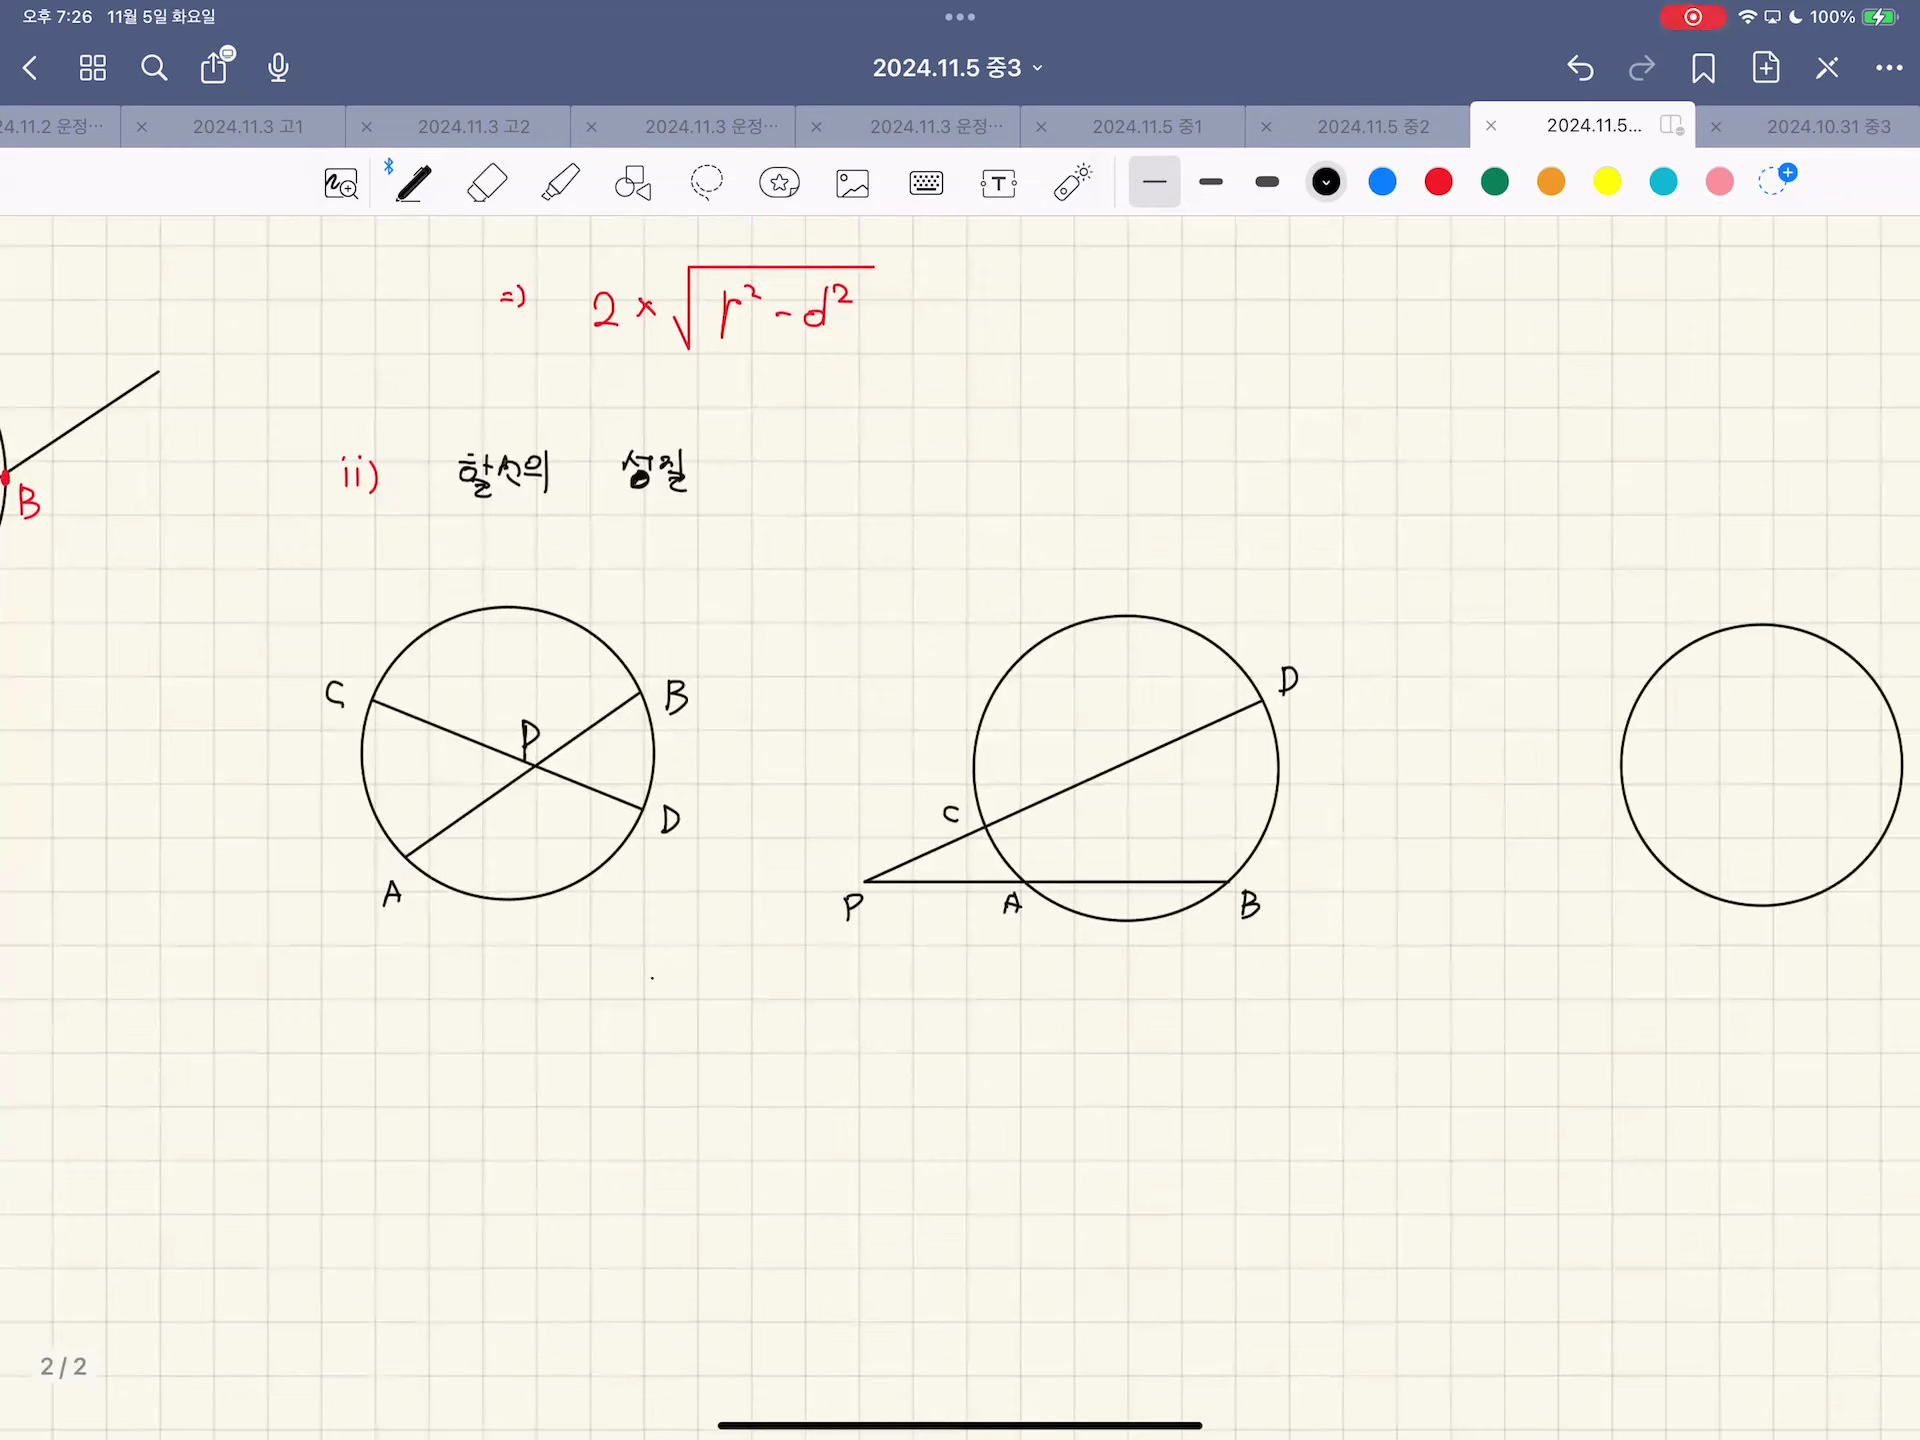 오후 7:26 11월 5일 화요일
100%
2024.11.5 중3
24.11.2 운정…
2024.11.3 고1
2024.11.3 고2
2024.11.3 운정…
2024.11.3 운정…
2024.11.5 중1
2024.11.5 중2
2024.11.5...
2024.10.31 중3
T
=) 2 × √ r² - d²
B
ii) 할선의 성질
C
B
P
D
A
D
C
P
A
B
2 / 2